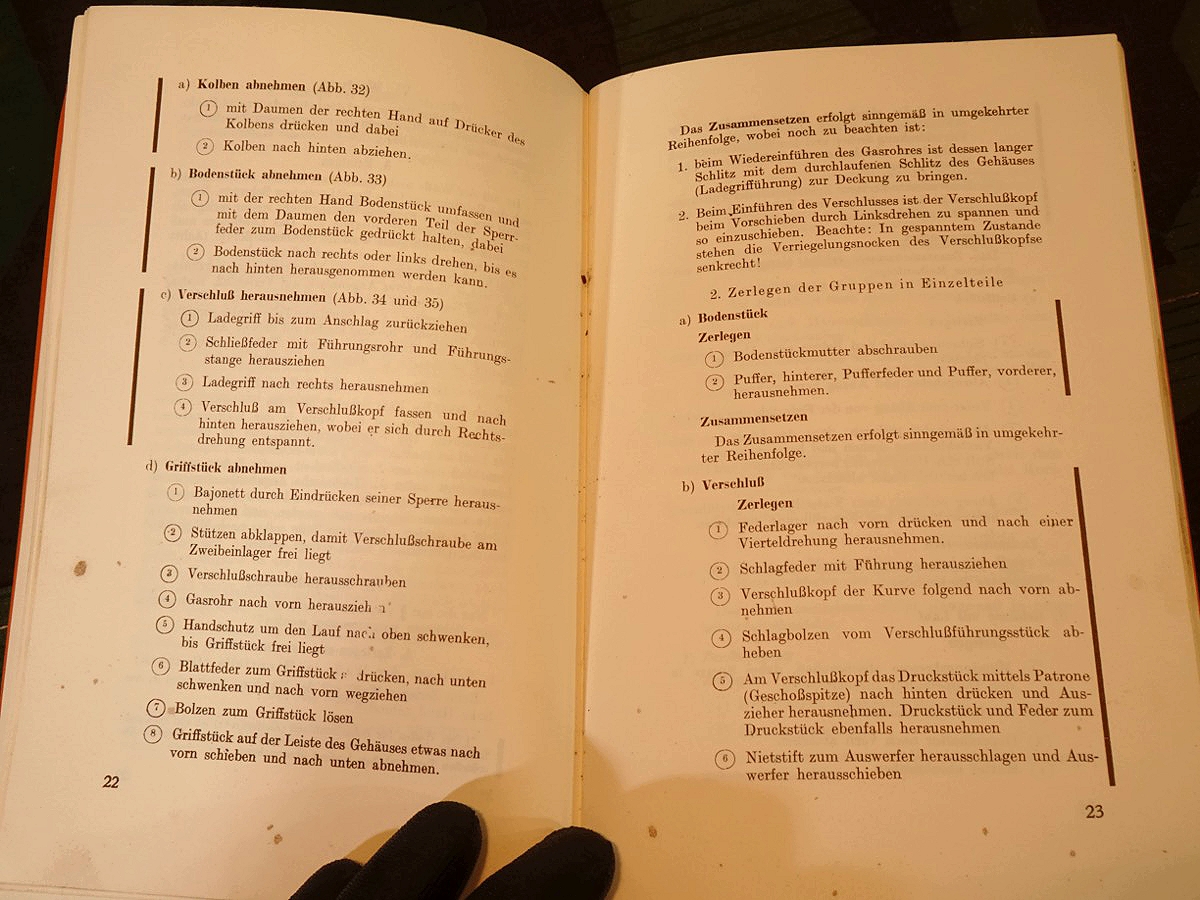 a) Kolben abnehmen (Abb. 32)
1 mit Daumen der rechten Hand auf Drücker des
Kolbens drücken und dabei
2 Kolben nach hinten abziehen.
b) Bodenstück abnehmen (Abb. 33)
1 mit der rechten Hand Bodenstück umfassen und
mit dem Daumen den vorderen Teil der Sperr-
feder zum Bodenstück gedrückt halten, dabei
2 Bodenstück nach rechts oder links drehen, bis es
nach hinten herausgenommen werden kann.
c) Verschluß herausnehmen (Abb. 34 und 35)
1 Ladegriff bis zum Anschlag zurückziehen
2 Schließfeder mit Führungsrohr und Führungs-
stange herausziehen
3 Ladegriff nach rechts herausnehmen
4 Verschluß am Verschlußkopf fassen und nach
hinten herausziehen, wobei er sich durch Rechts-
drehung entspannt.
d) Griffstück abnehmen
1 Bajonett durch Eindrücken seiner Sperre heraus-
nehmen
2 Stützen abklappen, damit Verschlußschraube am
Zweibeinlager frei liegt
3 Verschlußschraube herausschrauben
4 Gasrohr nach vorn herauszieh n
5 Handschutz um den Lauf nach oben schwenken,
bis Griffstück frei liegt
6 Blattfeder zum Griffstück drücken, nach unten
schwenken und nach vorn wegziehen
7 Bolzen zum Griffstück lösen
8 Griffstück auf der Leiste des Gehäuses etwas nach
vorn schieben und nach unten abnehmen.
22
Das Zusammensetzen erfolgt sinngemäß in umgekehrter
Reihenfolge, wobei noch zu beachten ist:
1. beim Wiedereinführen des Gasrohres ist dessen langer
Schlitz mit dem durchlaufenen Schlitz des Gehäuses
(Ladegriffführung) zur Deckung zu bringen.
2. Beim Einführen des Verschlusses ist der Verschlußkopf
beim Vorschieben durch Linksdrehen zu spannen und
so einzuschieben. Beachte: In gespanntem Zustande
stehen die Verriegelungsnocken des Verschlußkopfse
senkrecht!
2. Zerlegen der Gruppen in Einzelteile
a) Bodenstück
Zerlegen
1 Bodenstückmutter abschrauben
2 Puffer, hinterer, Pufferfeder und Puffer, vorderer,
herausnehmen.
Zusammensetzen
Das Zusammensetzen erfolgt sinngemäß in umgekehr-
ter Reihenfolge.
b) Verschluß
Zerlegen
1 Federlager nach vorn drücken und nach einer
Vierteldrehung herausnehmen.
2 Schlagfeder mit Führung herausziehen
3 Verschlußkopf der Kurve folgend nach vorn ab-
nehmen
4 Schlagbolzen vom Verschlußführungsstück ab-
heben
5 Am Verschlußkopf das Druckstück mittels Patrone
(Geschoßspitze) nach hinten drücken und Aus-
zieher herausnehmen. Druckstück und Feder zum
Druckstück ebenfalls herausnehmen
6 Nietstift zum Auswerfer herausschlagen und Aus-
werfer herausschieben
23